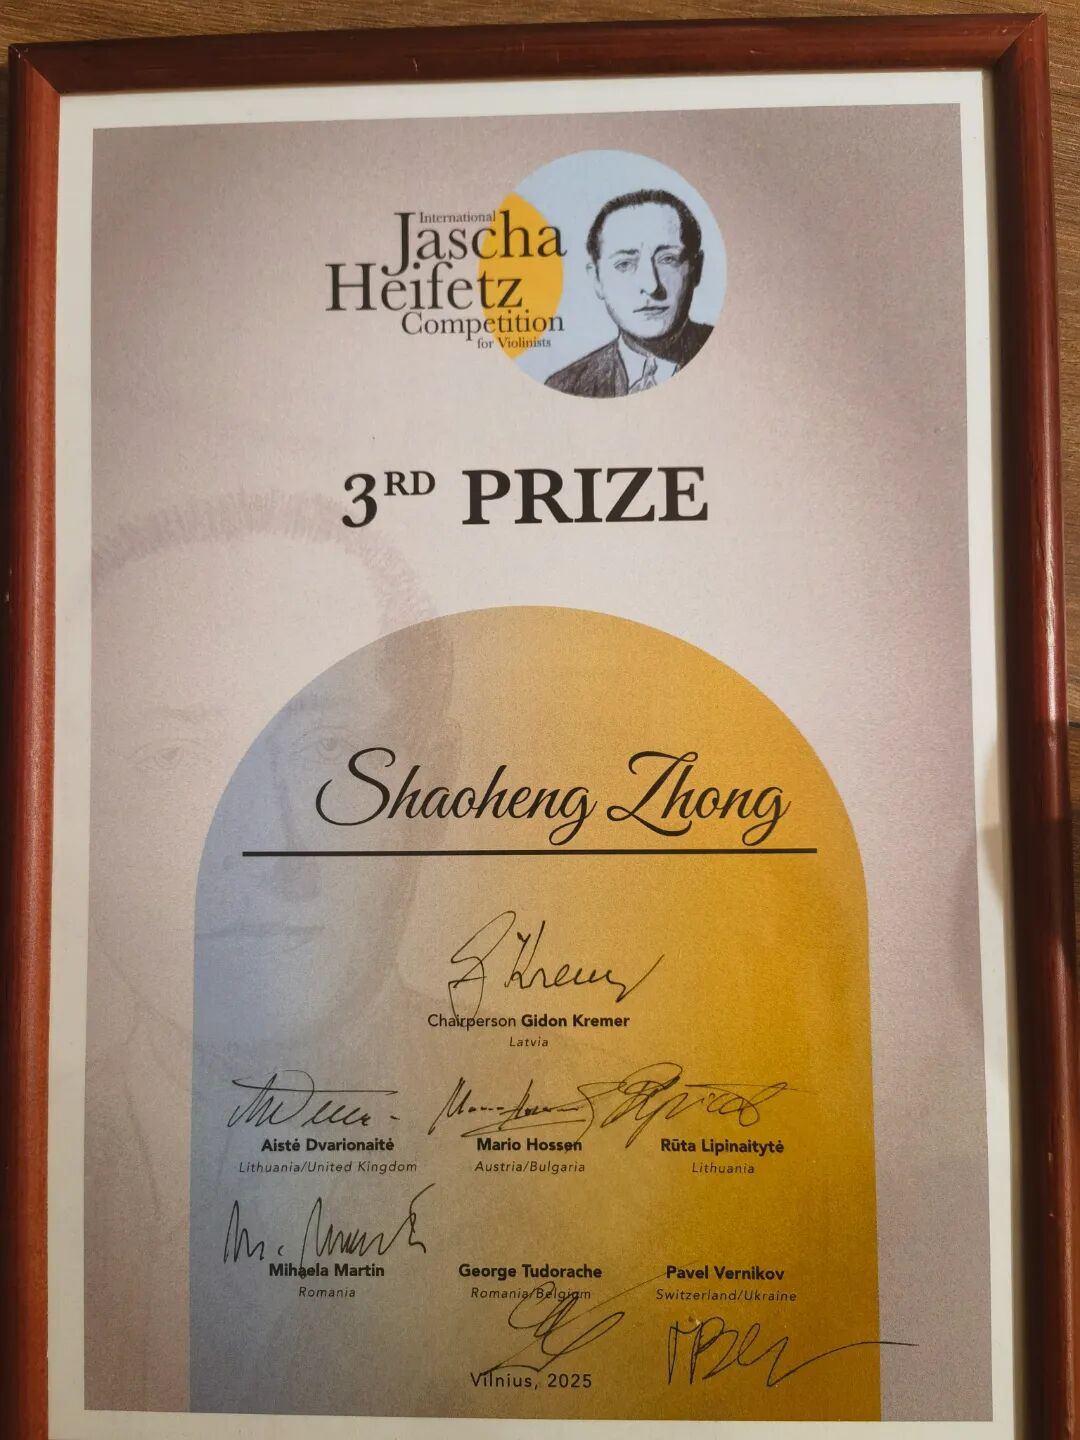 International
Jascha
Heifetz
Competition
for Violinists
3RD PRIZE
Shaoheng Zhong
G Kremer
Chairperson Gidon Kremer
Latvia
Aistė Dvarionaitė
Lithuania/United Kingdom
Mario Hossen
Austria/Bulgaria
Rūta Lipinaitytė
Lithuania
Mihaela Martin
Romania
George Tudorache
Romania/Belgium
Pavel Vernikov
Switzerland/Ukraine
Vilnius, 2025